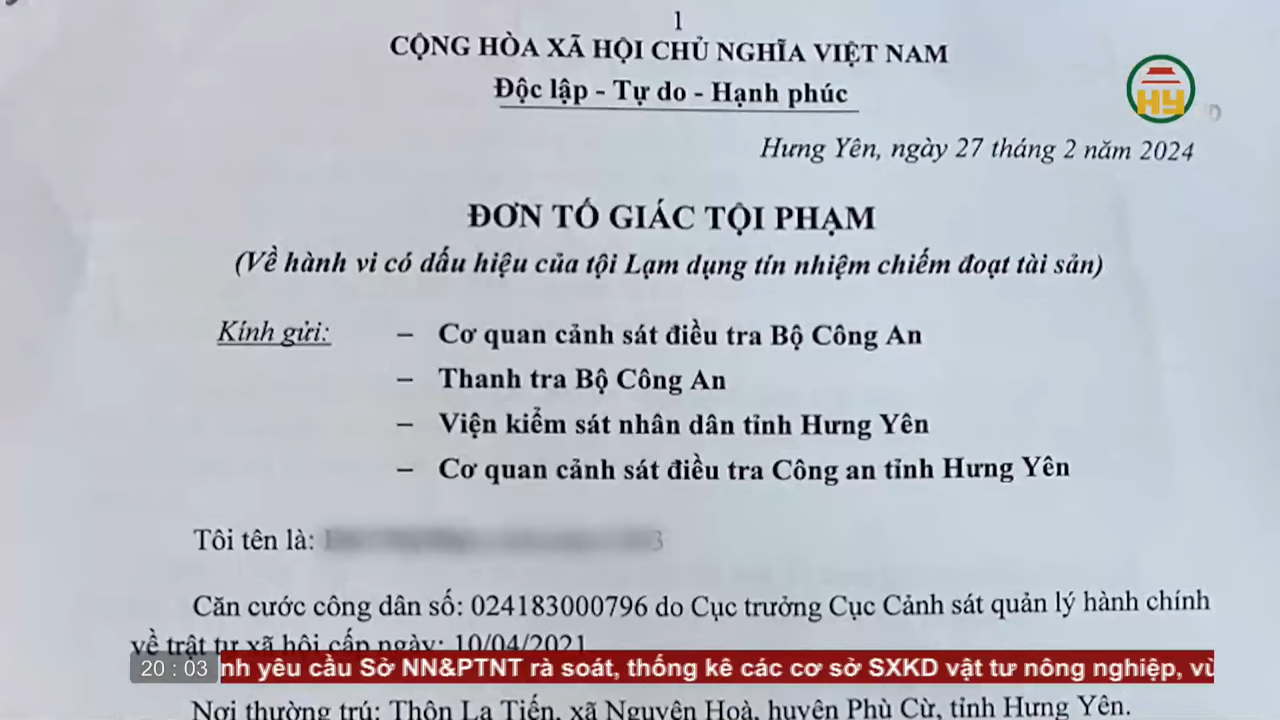 1
CỘNG HÒA XÃ HỘI CHỦ NGHĨA VIỆT NAM
Độc lập - Tự do - Hạnh phúc
HY
Hưng Yên, ngày 27 tháng 2 năm 2024
ĐƠN TỐ GIÁC TỘI PHẠM
(Về hành vi có dấu hiệu của tội Lạm dụng tín nhiệm chiếm đoạt tài sản)
Kính gửi: – Cơ quan cảnh sát điều tra Bộ Công An
– Thanh tra Bộ Công An
– Viện kiểm sát nhân dân tỉnh Hưng Yên
– Cơ quan cảnh sát điều tra Công an tỉnh Hưng Yên
Tôi tên là:
Căn cước công dân số: 024183000796 do Cục trưởng Cục Cảnh sát quản lý hành chính
về trật tự xã hội cấp ngày: 10/04/2021
20 : 03 nh yêu cầu Sở NN&PTNT rà soát, thống kê các cơ sở SXKD vật tư nông nghiệp, vù
Nơi thường trú: Thôn La Tiến, xã Nguyên Hoà, huyện Phù Cừ, tỉnh Hưng Yên.